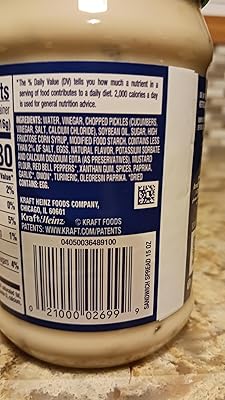 ts
The % Daily Value (DV) tells you how much a nutrient in a
serving of food contributes to a daily diet. 2,000 calories a day
is used for general nutrition advice.
INGREDIENTS: WATER, VINEGAR, CHOPPED PICKLES (CUCUMBERS,
VINEGAR, SALT, CALCIUM CHLORIDE), SOYBEAN OIL, SUGAR, HIGH
FRUCTOSE CORN SYRUP, MODIFIED FOOD STARCH, CONTAINS LESS
THAN 2% OF SALT, EGGS, NATURAL FLAVOR, POTASSIUM SORBATE
AND CALCIUM DISODIUM EDTA (AS PRESERVATIVES), MUSTARD
FLOUR, RED BELL PEPPERS*, XANTHAN GUM, SPICES, PAPRIKA,
GARLIC*, ONION*, TURMERIC, OLEORESIN PAPRIKA. *DRIED
CONTAINS: EGG.
KRAFT HEINZ FOODS COMPANY,
CHICAGO, IL 60601
KraftHeinz © KRAFT FOODS
PATENTS: WWW.KRAFT.COM/PATENTS
04050036489100
0 21000 02699 9
SANDWICH SPREAD 15 OZ
30
Value*
2%
0%
5%
1%
4%